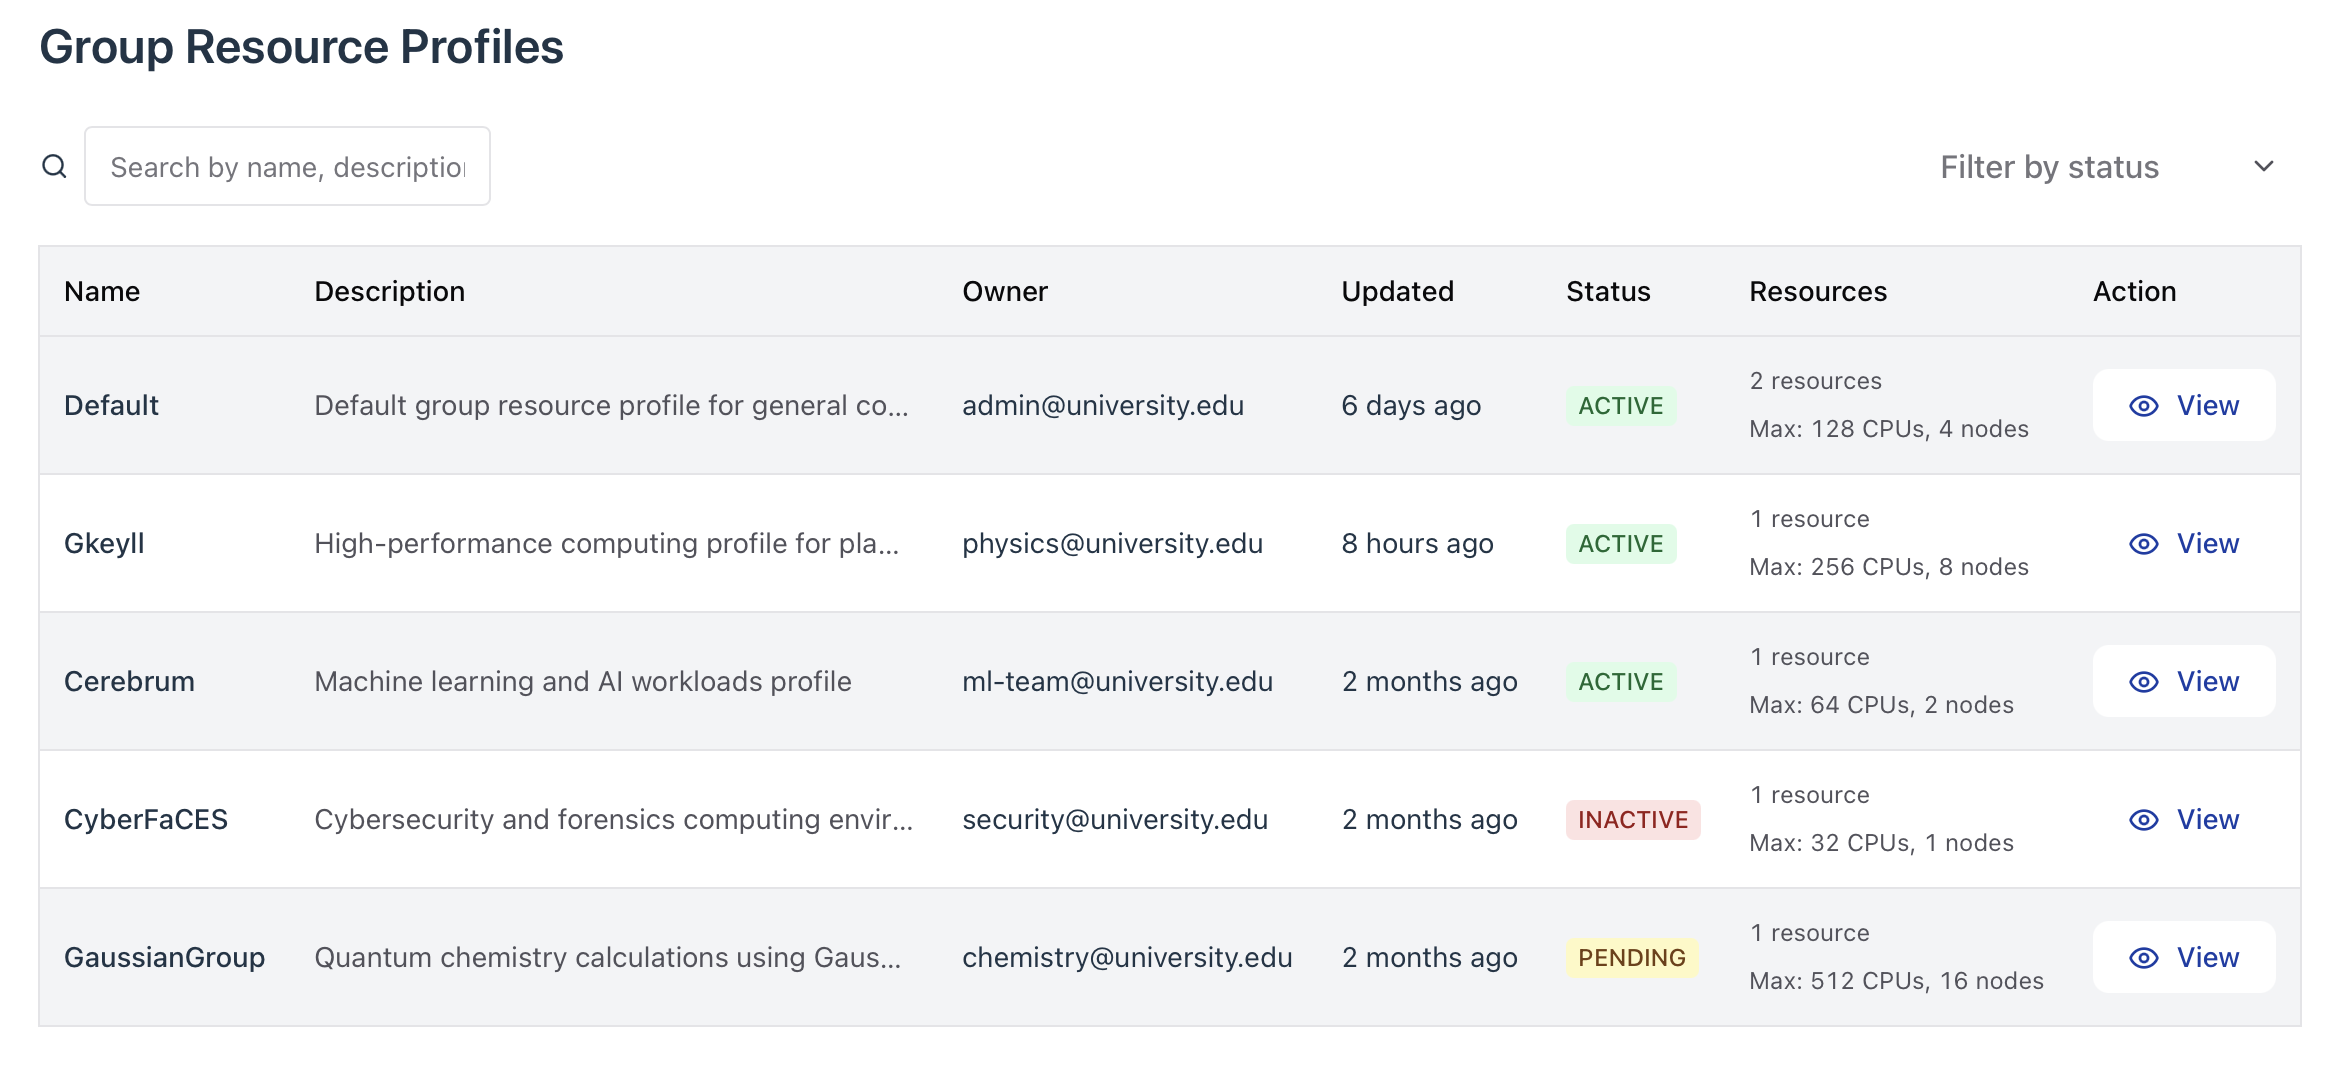 Group Resource Profiles
Search by name, descriptio
Filter by status
Name Description Owner Updated Status Resources Action
Default Default group resource profile for general co... admin@university.edu 6 days ago ACTIVE 2 resources View
Max: 128 CPUs, 4 nodes
Gkeyll High-performance computing profile for pla... physics@university.edu 8 hours ago ACTIVE 1 resource View
Max: 256 CPUs, 8 nodes
Cerebrum Machine learning and AI workloads profile ml-team@university.edu 2 months ago ACTIVE 1 resource View
Max: 64 CPUs, 2 nodes
CyberFaCES Cybersecurity and forensics computing envir... security@university.edu 2 months ago INACTIVE 1 resource View
Max: 32 CPUs, 1 nodes
GaussianGroup Quantum chemistry calculations using Gaus... chemistry@university.edu 2 months ago PENDING 1 resource View
Max: 512 CPUs, 16 nodes